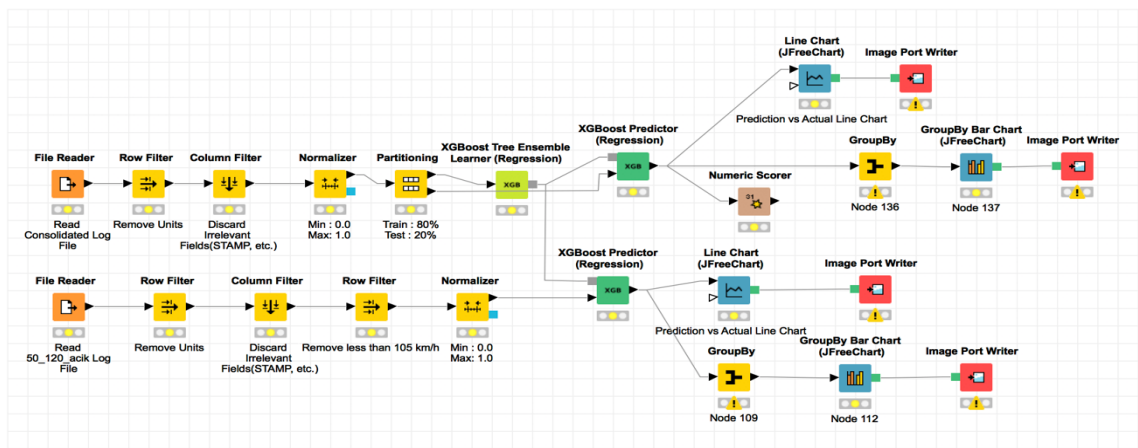 Line Chart
(JFreeChart)
Image Port Writer
Prediction vs Actual Line Chart
XGBoost Predictor
(Regression)
XGB
GroupBy
Node 136
GroupBy Bar Chart
(JFreeChart)
Node 137
Image Port Writer
File Reader
Read
Consolidated Log
File
Row Filter
Remove Units
Column Filter
Discard
Irrelevant
Fields(STAMP, etc.)
Normalizer
Min : 0.0
Max: 1.0
Partitioning
Train : 80%
Test : 20%
XGBoost Tree Ensemble
Learner (Regression)
XGB
Numeric Scorer
File Reader
Read
50_120_acik Log
File
Row Filter
Remove Units
Column Filter
Discard
Irrelevant
Fields(STAMP, etc.)
Row Filter
Remove less than 105 km/h
Normalizer
Min : 0.0
Max: 1.0
XGBoost Predictor
(Regression)
XGB
Line Chart
(JFreeChart)
Prediction vs Actual Line Chart
Image Port Writer
GroupBy
Node 109
GroupBy Bar Chart
(JFreeChart)
Node 112
Image Port Writer